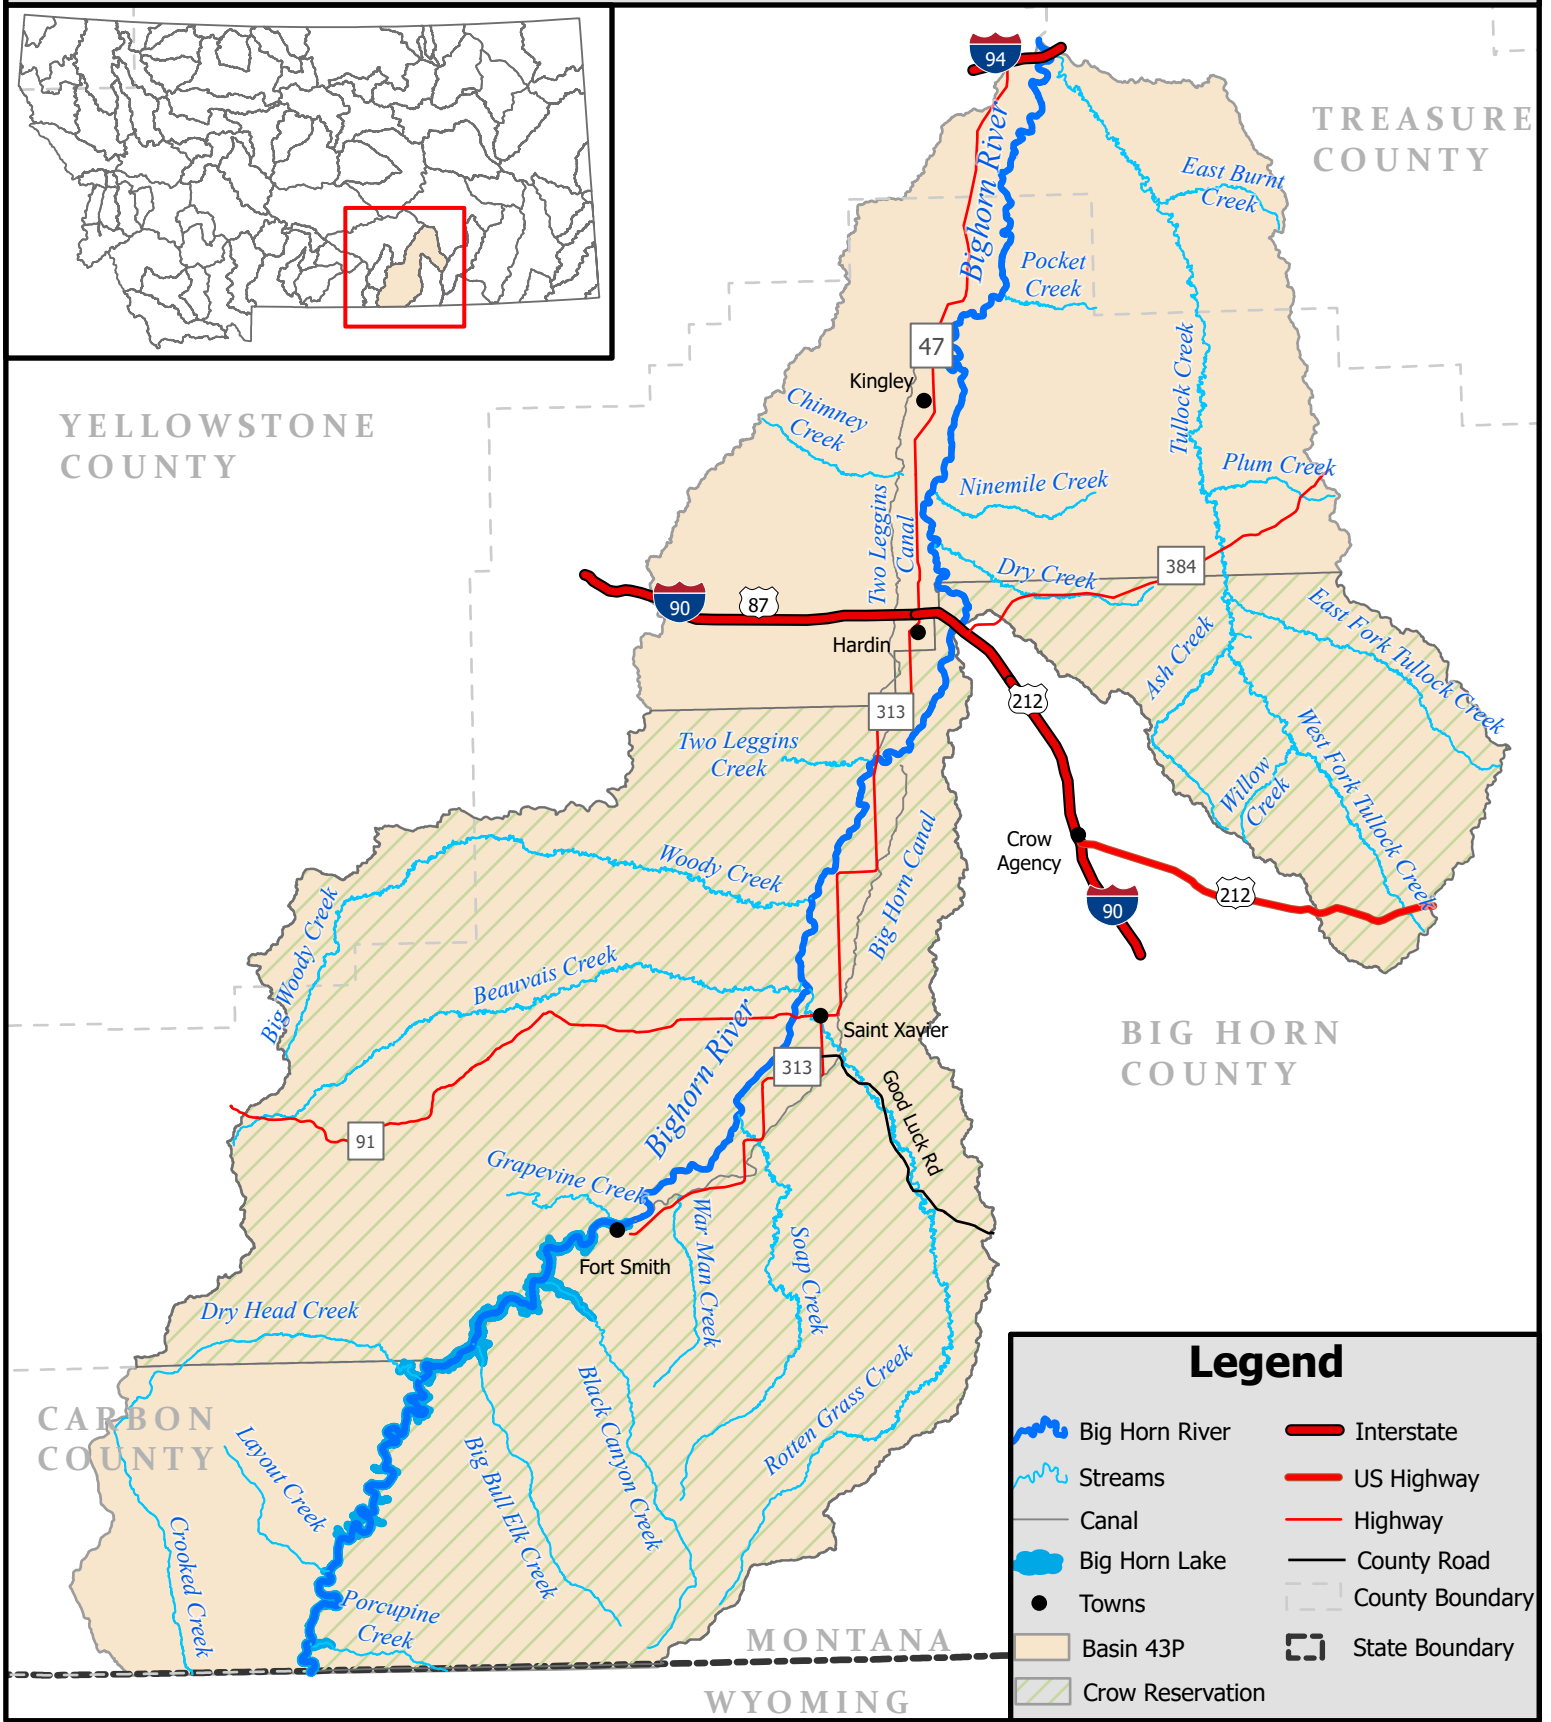 94
TREASURE
COUNTY
East Burnt
Creek
Bighorn River
Pocket
Creek
47
Kingley
Tullock Creek
Chimney
Creek
YELLOWSTONE
COUNTY
Plum Creek
Ninemile Creek
Two Leggins
Canal
Dry Creek
384
90
87
Hardin
East Fork Tullock Creek
Ash Creek
212
313
Two Leggins
Creek
West Fork Tullock Creek
Willow
Creek
Crow
Agency
Woody Creek
Big Horn Canal
212
90
Big Woody Creek
Beauvais Creek
Bighorn River
Saint Xavier
BIG HORN
COUNTY
313
Good Luck Rd
91
Grapevine Creek
War Man Creek
Soap Creek
Fort Smith
Dry Head Creek
CARBON
COUNTY
Layout Creek
Big Bull Elk Creek
Black Canyon Creek
Rotten Grass Creek
Crooked Creek
Porcupine
Creek
MONTANA
WYOMING
Legend
Big Horn River
Streams
Canal
Big Horn Lake
Towns
Basin 43P
Crow Reservation
Interstate
US Highway
Highway
County Road
County Boundary
State Boundary